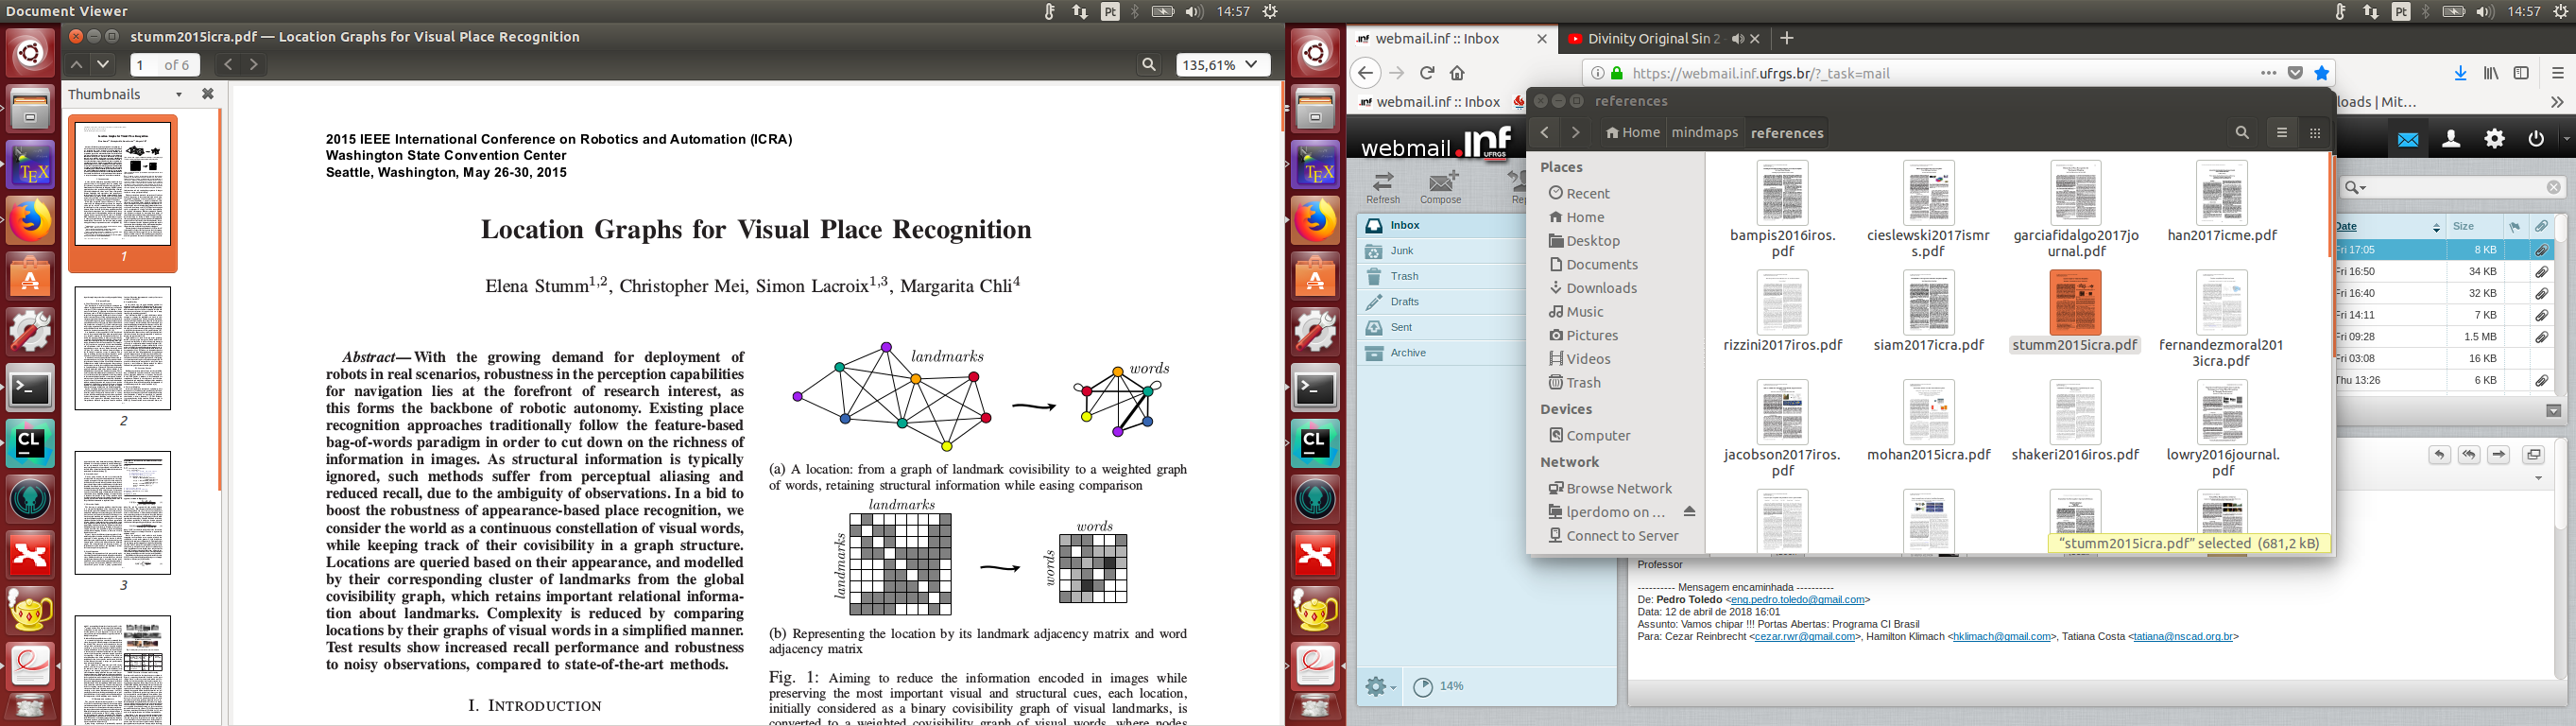 Document Viewer
Pt
14:57
stumm2015icra.pdf — Location Graphs for Visual Place Recognition
1 of 6
135,61%
Thumbnails
1
2
3
2015 IEEE International Conference on Robotics and Automation (ICRA)
Washington State Convention Center
Seattle, Washington, May 26-30, 2015
Location Graphs for Visual Place Recognition
Elena Stumm1,2, Christopher Mei, Simon Lacroix1,3, Margarita Chli4
Abstract— With the growing demand for deployment of
robots in real scenarios, robustness in the perception capabilities
for navigation lies at the forefront of research interest, as
this forms the backbone of robotic autonomy. Existing place
recognition approaches traditionally follow the feature-based
bag-of-words paradigm in order to cut down on the richness of
information in images. As structural information is typically
ignored, such methods suffer from perceptual aliasing and
reduced recall, due to the ambiguity of observations. In a bid to
boost the robustness of appearance-based place recognition, we
consider the world as a continuous constellation of visual words,
while keeping track of their covisibility in a graph structure.
Locations are queried based on their appearance, and modelled
by their corresponding cluster of landmarks from the global
covisibility graph, which retains important relational informa-
tion about landmarks. Complexity is reduced by comparing
locations by their graphs of visual words in a simplified manner.
Test results show increased recall performance and robustness
to noisy observations, compared to state-of-the-art methods.
I. INTRODUCTION
landmarks
words
(a) A location: from a graph of landmark covisibility to a weighted graph
of words, retaining structural information while easing comparison
landmarks
landmarks
words
words
(b) Representing the location by its landmark adjacency matrix and word
adjacency matrix
Fig. 1: Aiming to reduce the information encoded in images while
preserving the most important visual and structural cues, each location,
initially considered as a binary covisibility graph of visual landmarks, is
converted to a weighted covisibility graph of visual words, where nodes
TEX
CL
Pt
14:57
TEX
CL
webmail.inf :: Inbox
Divinity Original Sin 2
https://webmail.inf.ufrgs.br/?_task=mail
webmail.inf :: Inbox
loads | Mit...
webmail.inf
UFRGS
Refresh
Compose
Rep
Inbox
Junk
Trash
Drafts
Sent
Archive
14%
references
Home
mindmaps
references
Places
Recent
Home
Desktop
Documents
Downloads
Music
Pictures
Videos
Trash
Devices
Computer
Network
Browse Network
lperdomo on ...
Connect to Server
bampis2016iros.
pdf
cieslewski2017ismr
s.pdf
garciafidalgo2017jo
urnal.pdf
han2017icme.pdf
rizzini2017iros.pdf
siam2017icra.pdf
stumm2015icra.pdf
fernandezmoral201
3icra.pdf
jacobson2017iros.
pdf
mohan2015icra.pdf
shakeri2016iros.pdf
lowry2016journal.
pdf
“stumm2015icra.pdf” selected (681,2 kB)
Date
Size
Fri 17:05 8 KB
Fri 16:50 34 KB
Fri 16:40 32 KB
Fri 14:11 7 KB
Fri 09:28 1.5 MB
Fri 03:08 16 KB
Thu 13:26 6 KB
Professor
---------- Mensagem encaminhada ----------
De: Pedro Toledo <eng.pedro.toledo@gmail.com>
Data: 12 de abril de 2018 16:01
Assunto: Vamos chipar !!! Portas Abertas: Programa CI Brasil
Para: Cezar Reinbrecht <cezar.rwr@gmail.com>, Hamilton Klimach <hklimach@gmail.com>, Tatiana Costa <tatiana@nscad.org.br>